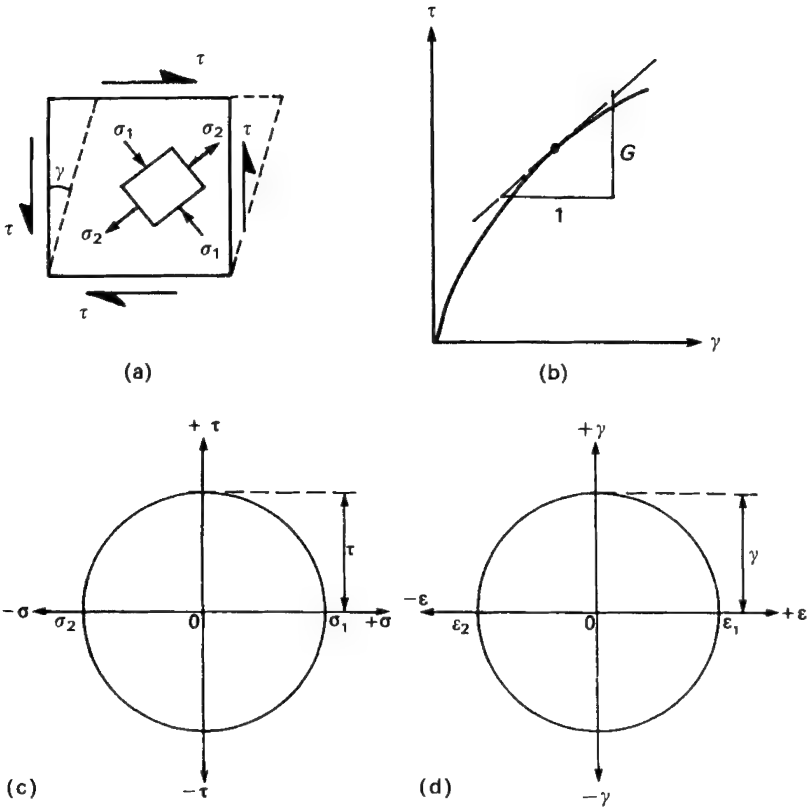 τ
σ₁
σ₂
τ
γ
τ
σ₂
σ₁
τ
(a)
τ
G
1
γ
(b)
+ τ
τ
−σ
σ₂
0
σ₁
+σ
−τ
(c)
+γ
γ
−ε
ε₂
0
ε₁
+ε
−γ
(d)